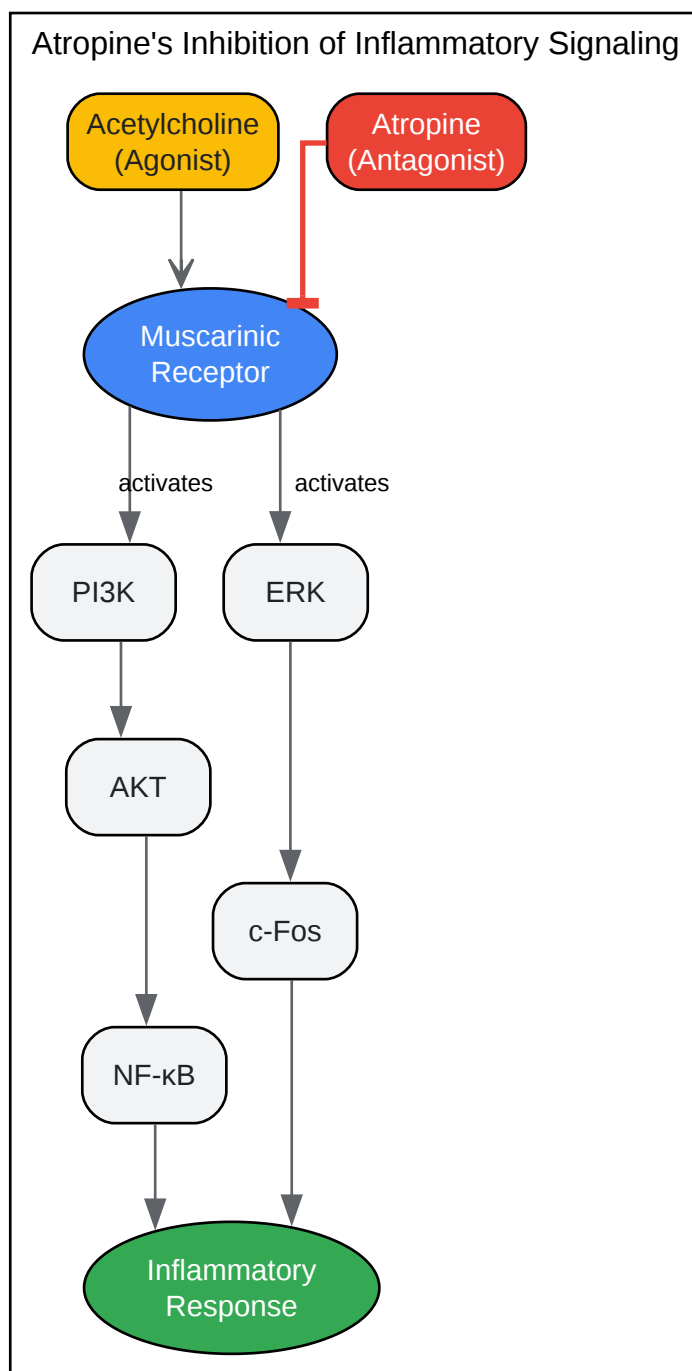 Atropine's Inhibition of Inflammatory Signaling
Acetylcholine
(Agonist)
Atropine
(Antagonist)
Muscarinic
Receptor
activates
activates
PI3K
ERK
AKT
c-Fos
NF-κB
Inflammatory
Response